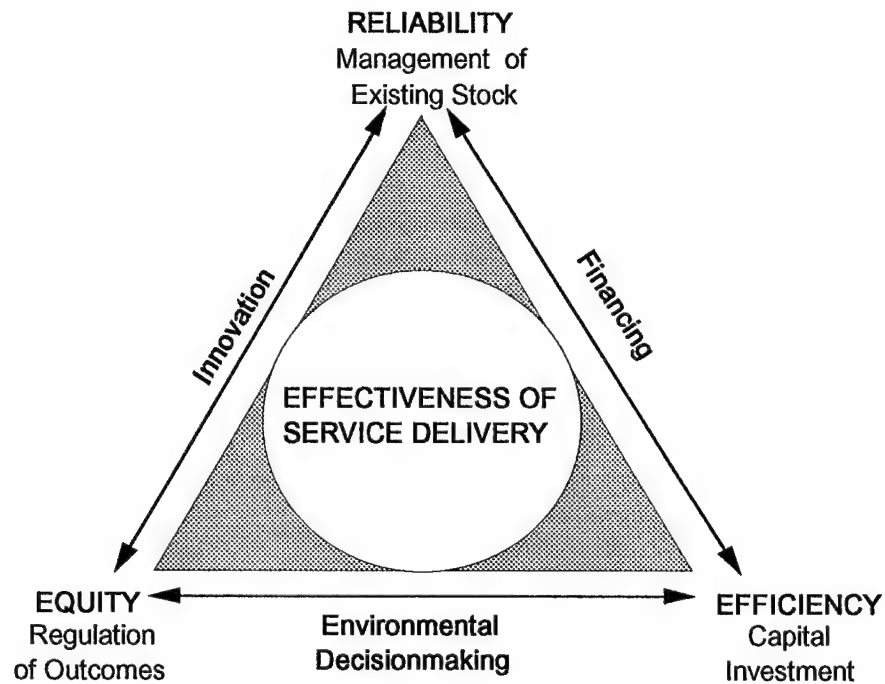 RELIABILITY
Management of
Existing Stock
Innovation
Financing
EFFECTIVENESS OF
SERVICE DELIVERY
EQUITY
Regulation
of Outcomes
Environmental
Decisionmaking
EFFICIENCY
Capital
Investment